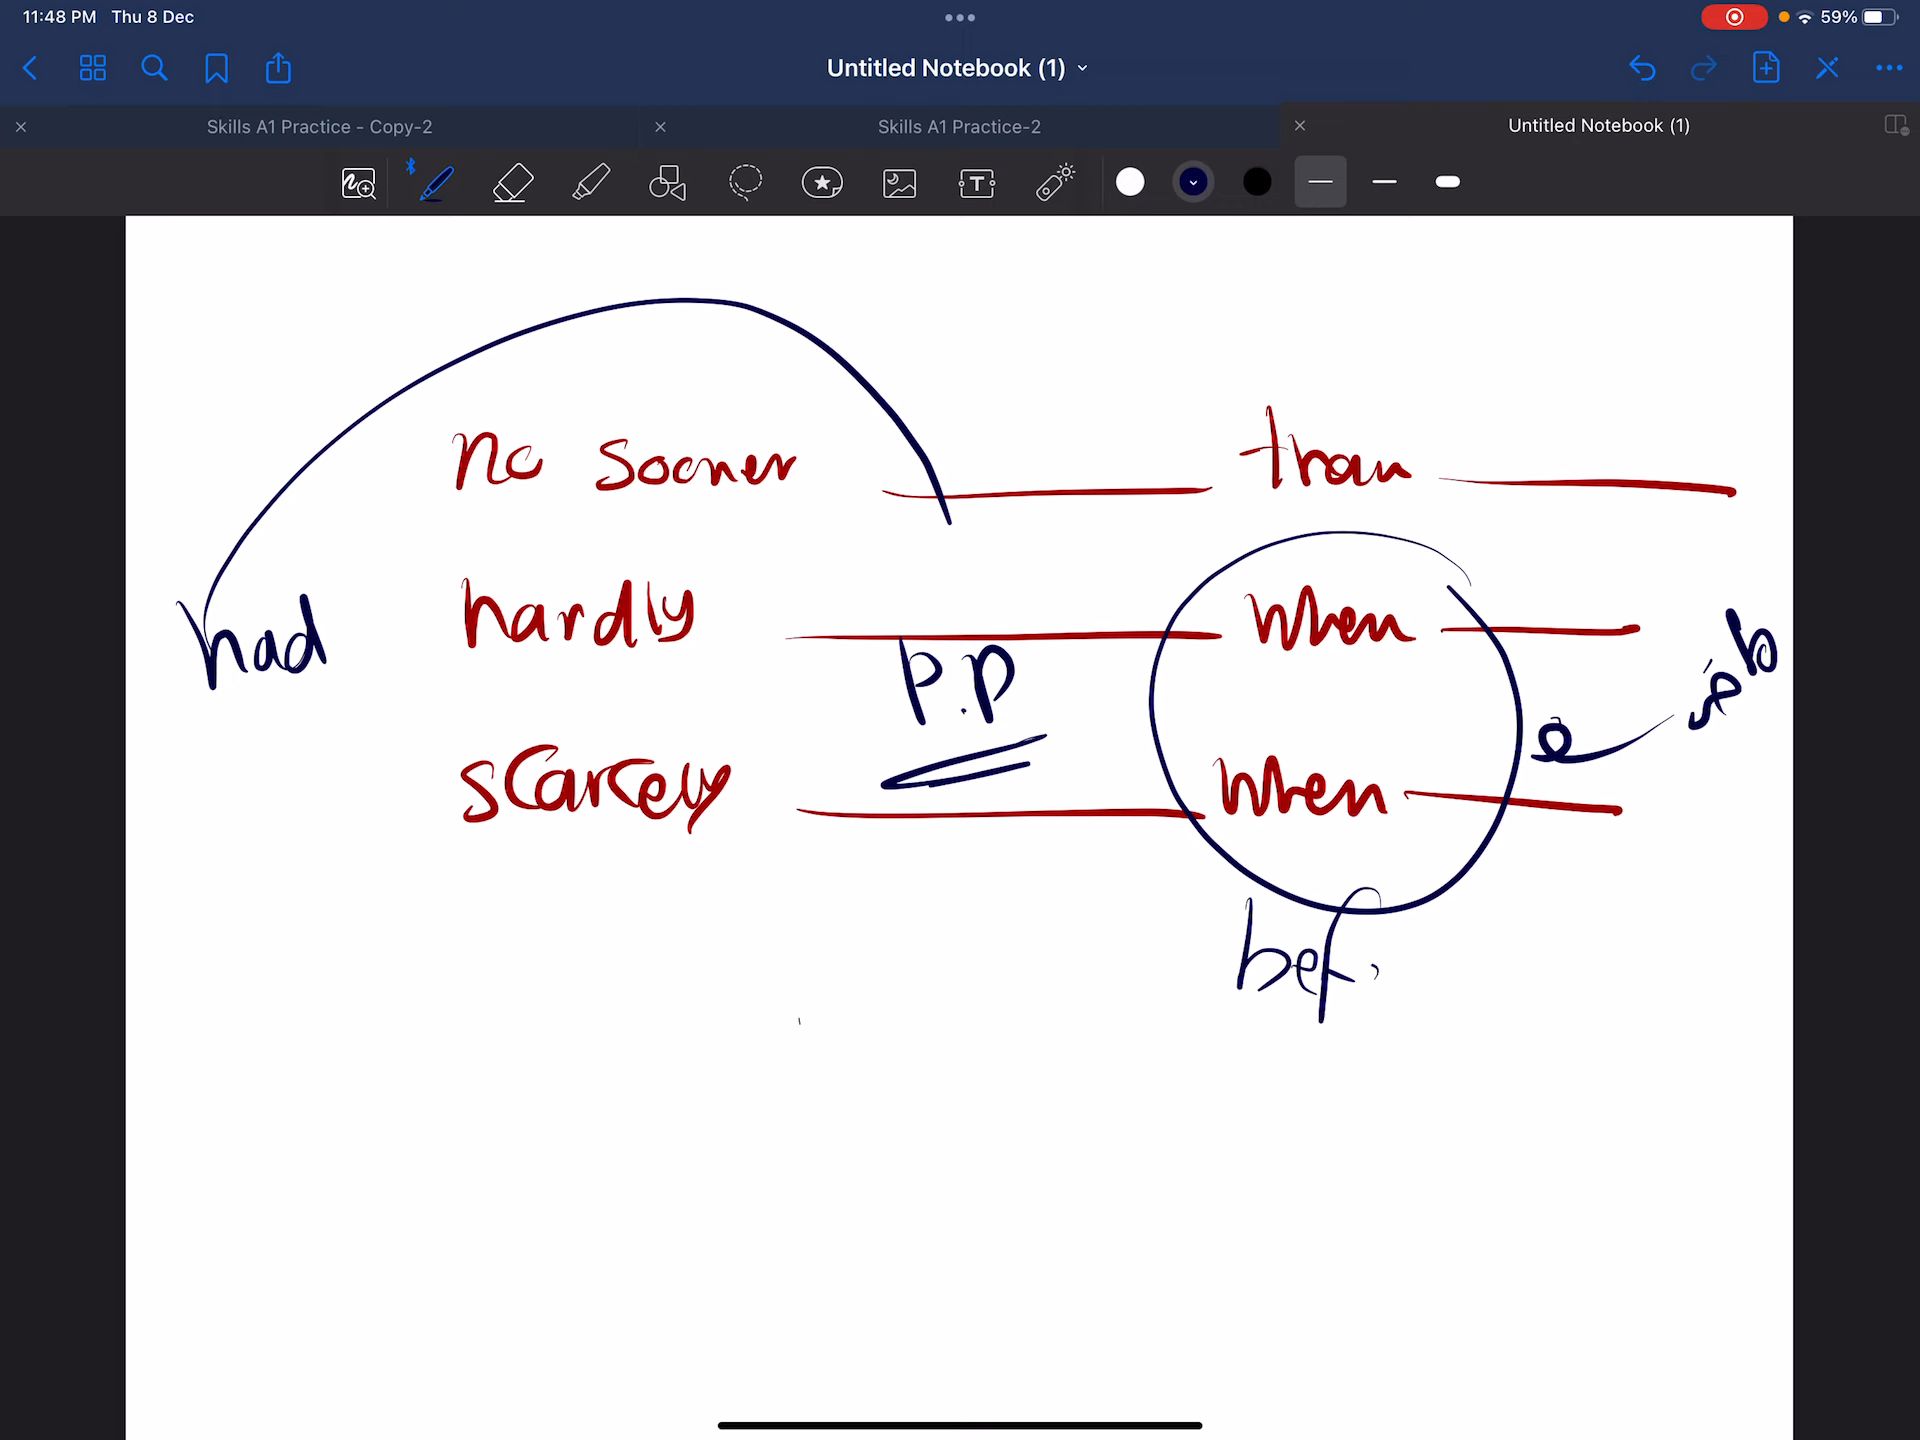 11:48 PM Thu 8 Dec
59%
Untitled Notebook (1)
Skills A1 Practice - Copy-2
Skills A1 Practice-2
Untitled Notebook (1)
T
no sooner than
had hardly when
p.p
scarcely when
bef